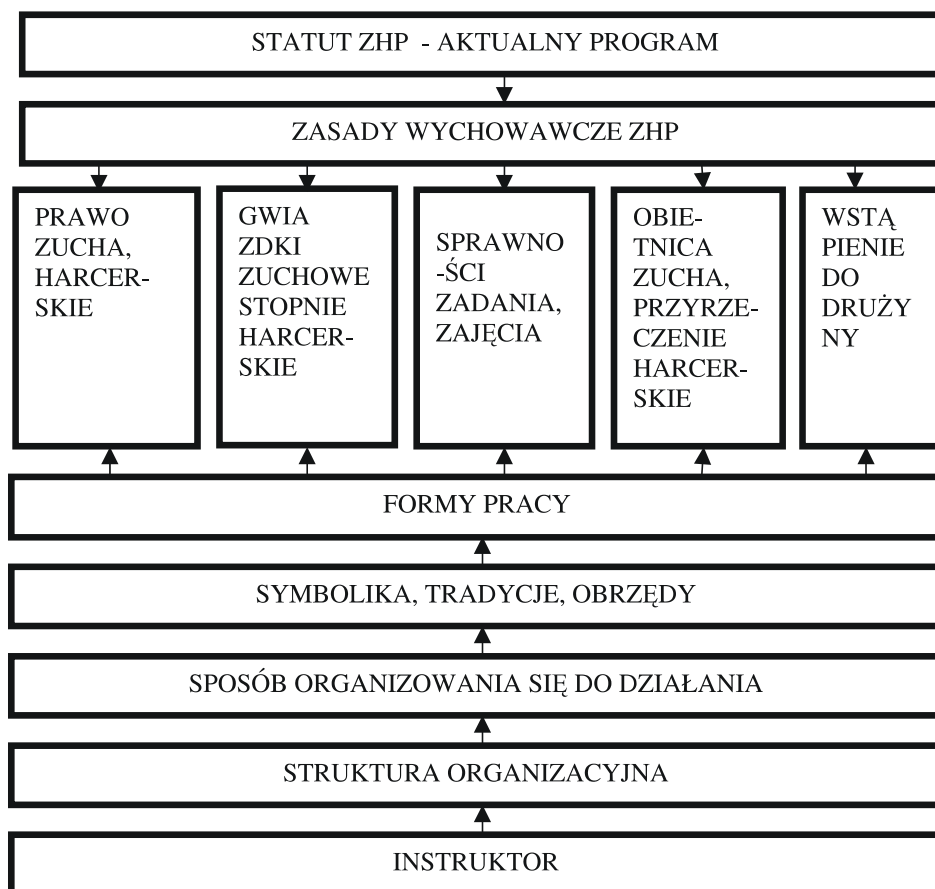 STATUT ZHP - AKTUALNY PROGRAM
ZASADY WYCHOWAWCZE ZHP
PRAWO
ZUCHA,
HARCER-
SKIE
GWIA
ZDKI
ZUCHOWE
STOPNIE
HARCER-
SKIE
SPRAWNO
-ŚCI
ZADANIA,
ZAJĘCIA
OBIE-
TNICA
ZUCHA,
PRZYRZE-
CZENIE
HARCER-
SKIE
WSTĄ
PIENIE
DO
DRUŻY
NY
FORMY PRACY
SYMBOLIKA, TRADYCJE, OBRZĘDY
SPOSÓB ORGANIZOWANIA SIĘ DO DZIAŁANIA
STRUKTURA ORGANIZACYJNA
INSTRUKTOR